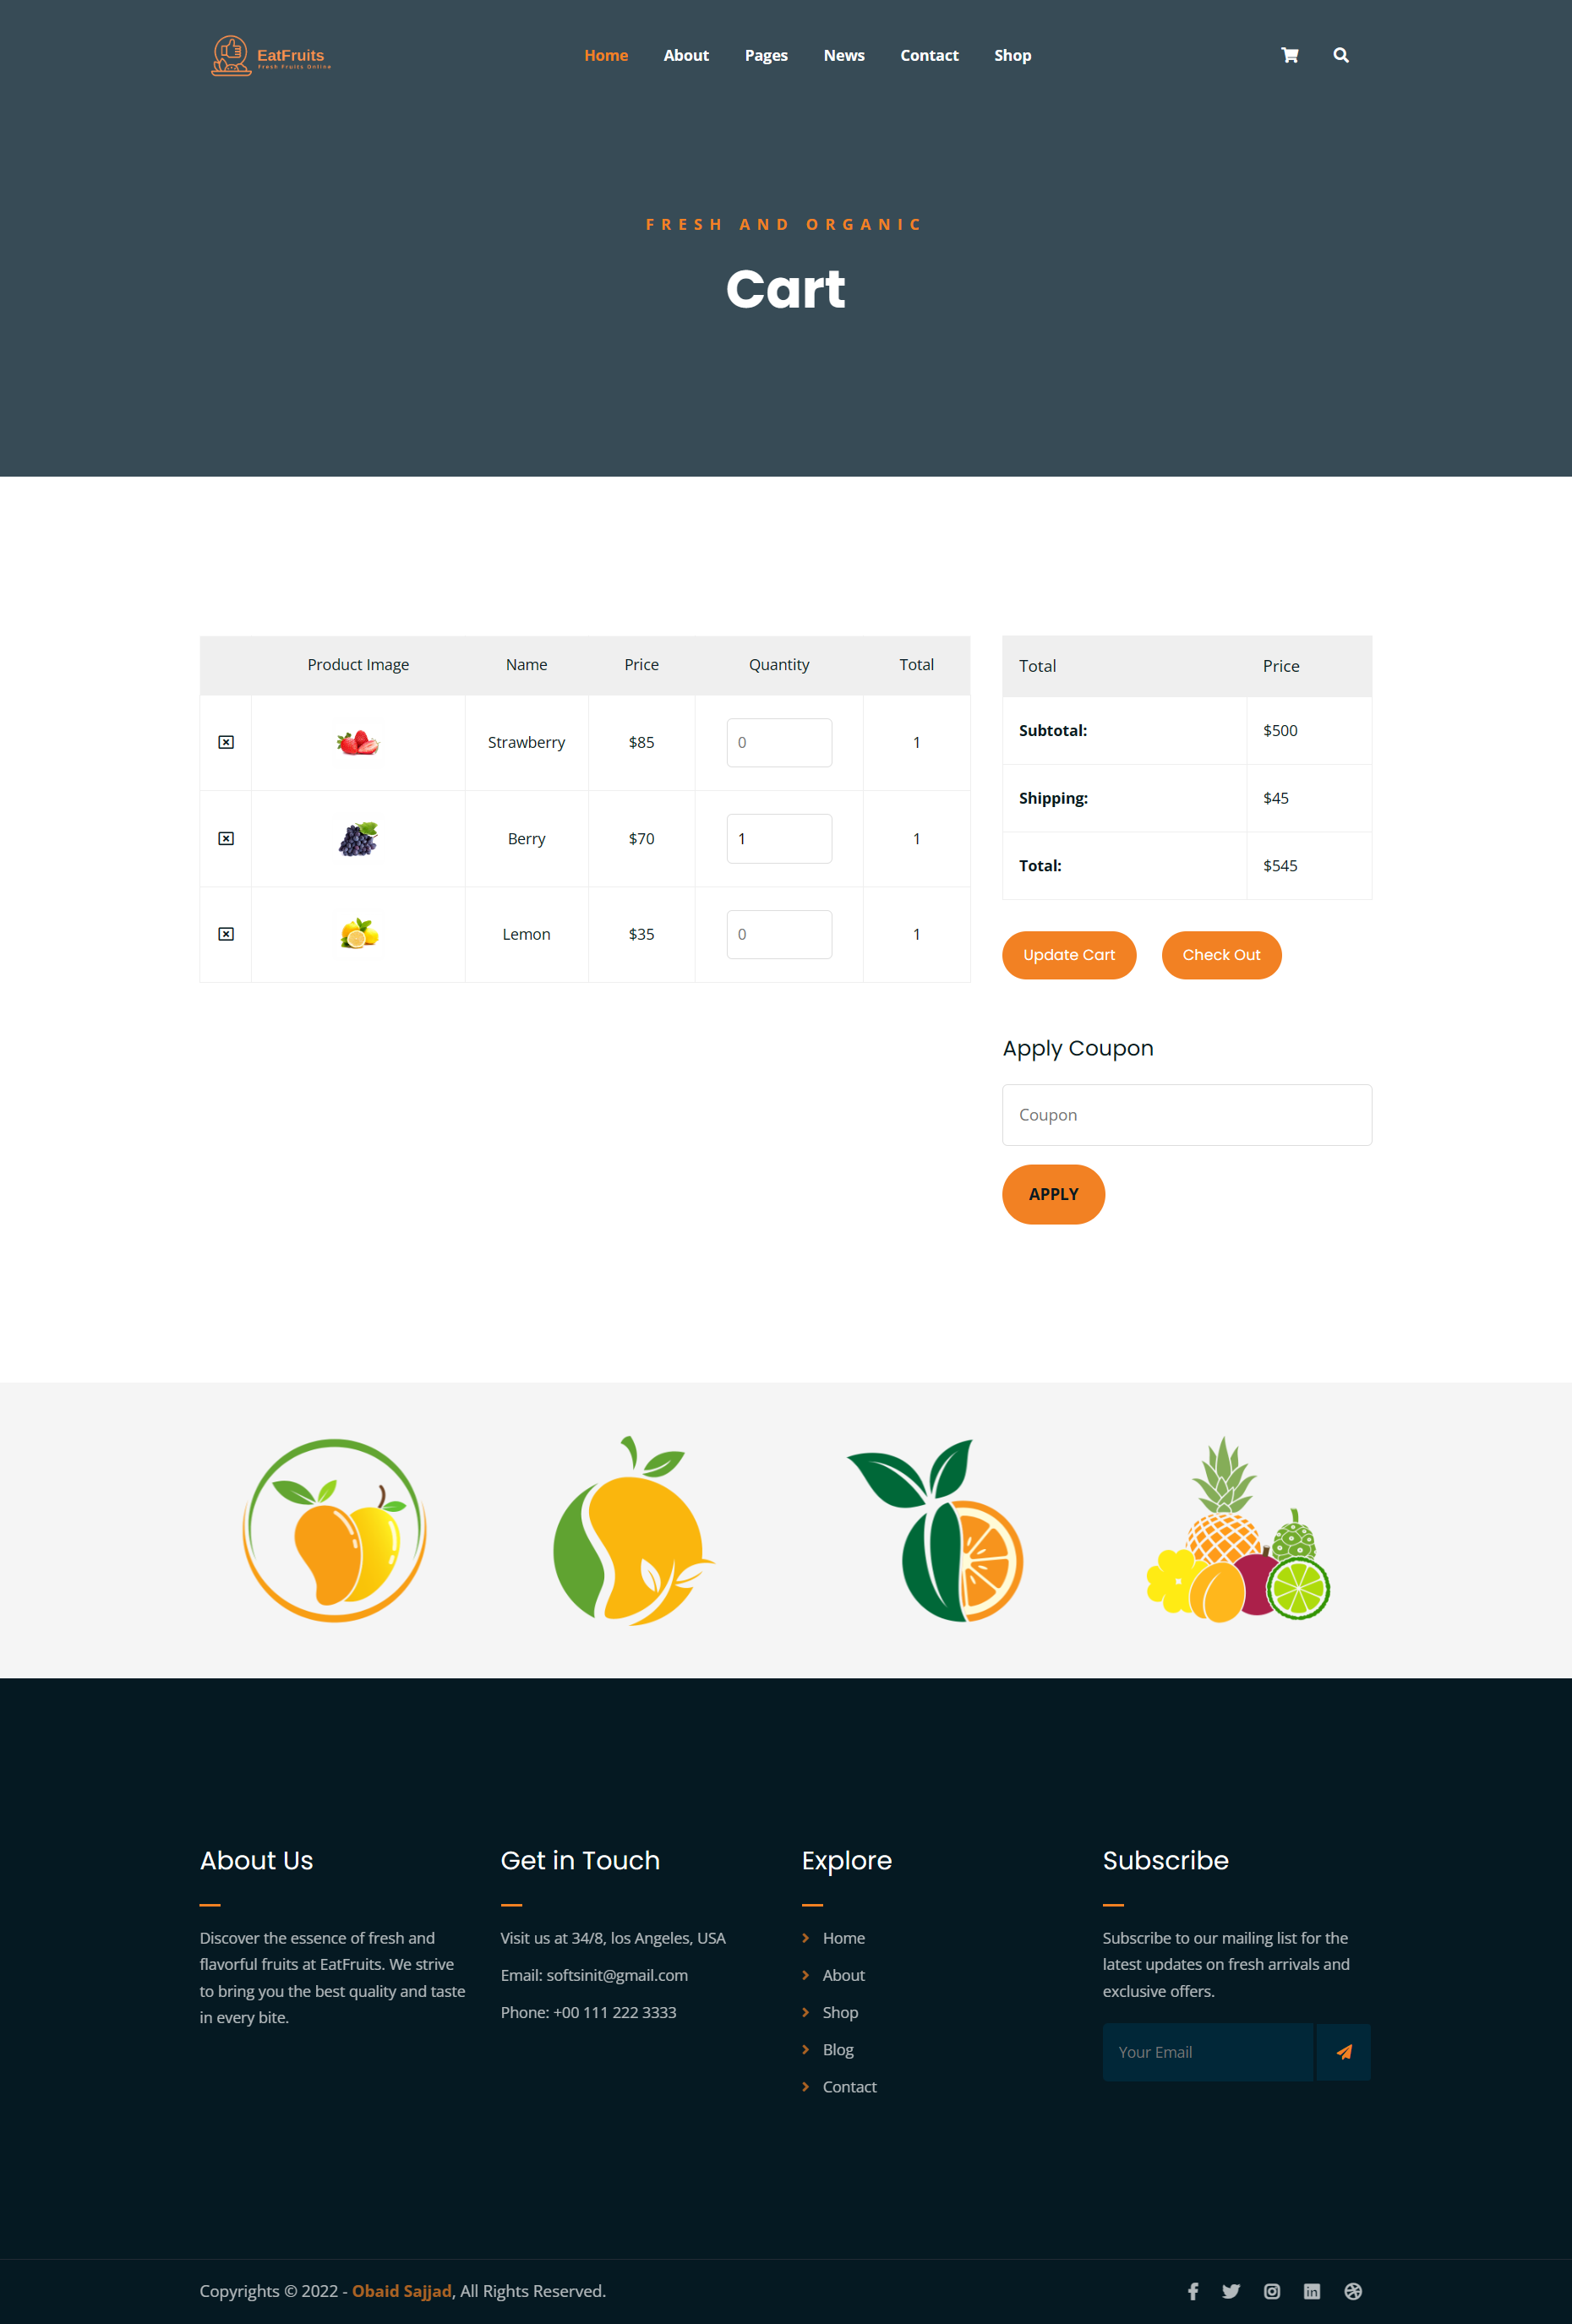 EatFruits
Fresh Fruits Online
Home About Pages News Contact Shop
FRESH AND ORGANIC
Cart
Product Image Name Price Quantity Total
Strawberry $85 0 1
Berry $70 1 1
Lemon $35 0 1
Total Price
Subtotal: $500
Shipping: $45
Total: $545
Update Cart Check Out
Apply Coupon
Coupon
APPLY
About Us
Discover the essence of fresh and
flavorful fruits at EatFruits. We strive
to bring you the best quality and taste
in every bite.
Get in Touch
Visit us at 34/8, los Angeles, USA
Email: softsinit@gmail.com
Phone: +00 111 222 3333
Explore
Home
About
Shop
Blog
Contact
Subscribe
Subscribe to our mailing list for the
latest updates on fresh arrivals and
exclusive offers.
Your Email
Copyrights © 2022 - Obaid Sajjad, All Rights Reserved.